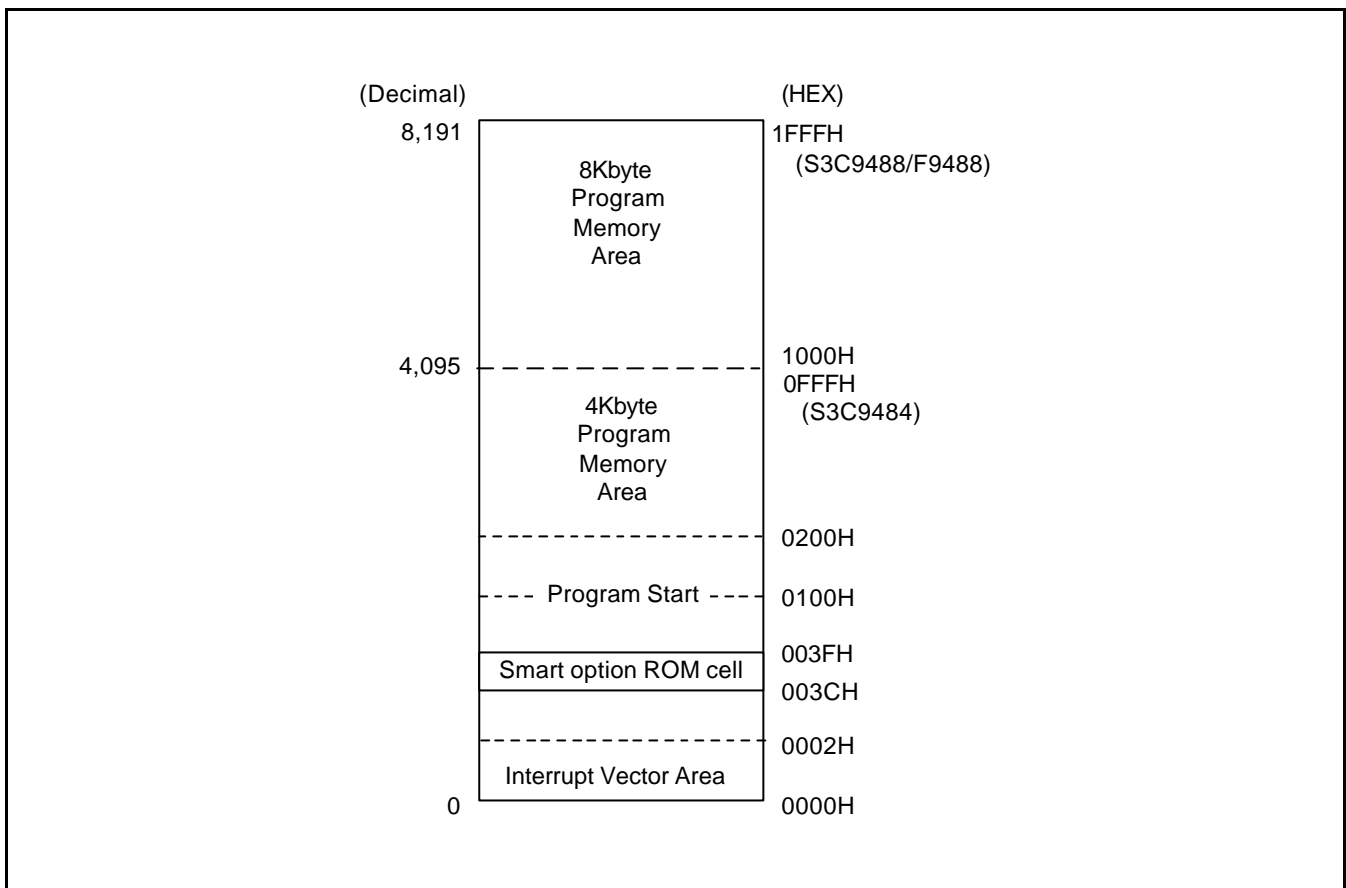 (Decimal) (HEX)
8,191 1FFFH
(S3C9488/F9488)
8Kbyte
Program
Memory
Area
1000H
4,095
0FFFH
(S3C9484)
4Kbyte
Program
Memory
Area
0200H
Program Start 0100H
003FH
Smart option ROM cell
003CH
0002H
Interrupt Vector Area
0 0000H